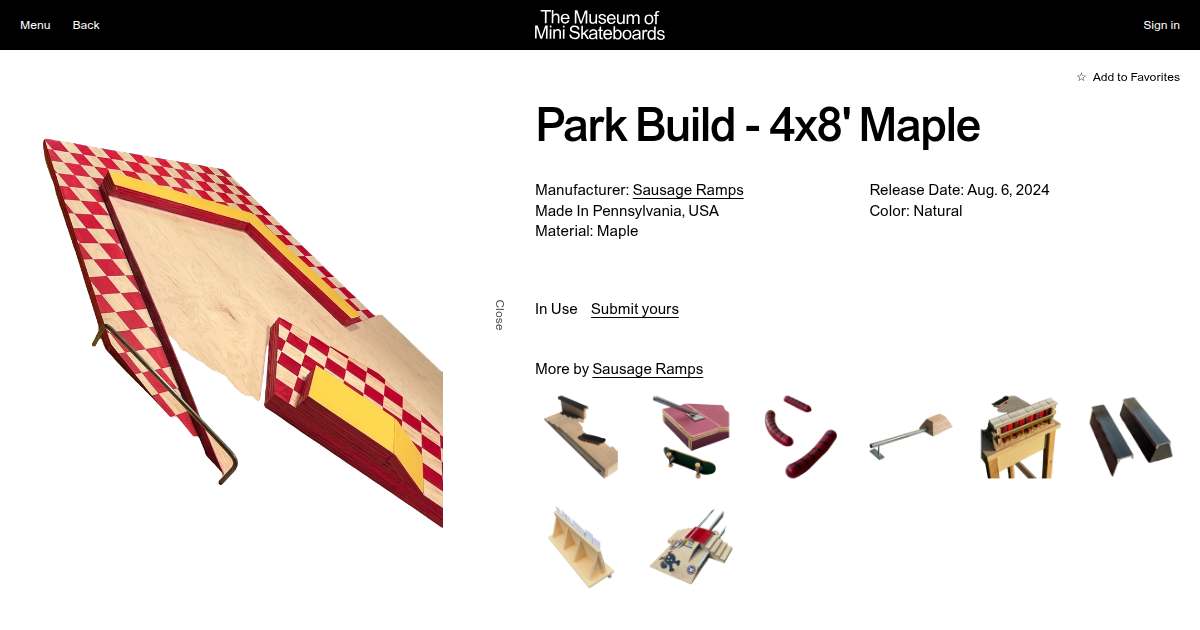 Menu
Back
The Museum of
Mini Skateboards
Sign in
☆ Add to Favorites
Park Build - 4x8' Maple
Manufacturer: Sausage Ramps
Made In Pennsylvania, USA
Material: Maple
Release Date: Aug. 6, 2024
Color: Natural
Close
In Use
Submit yours
More by Sausage Ramps